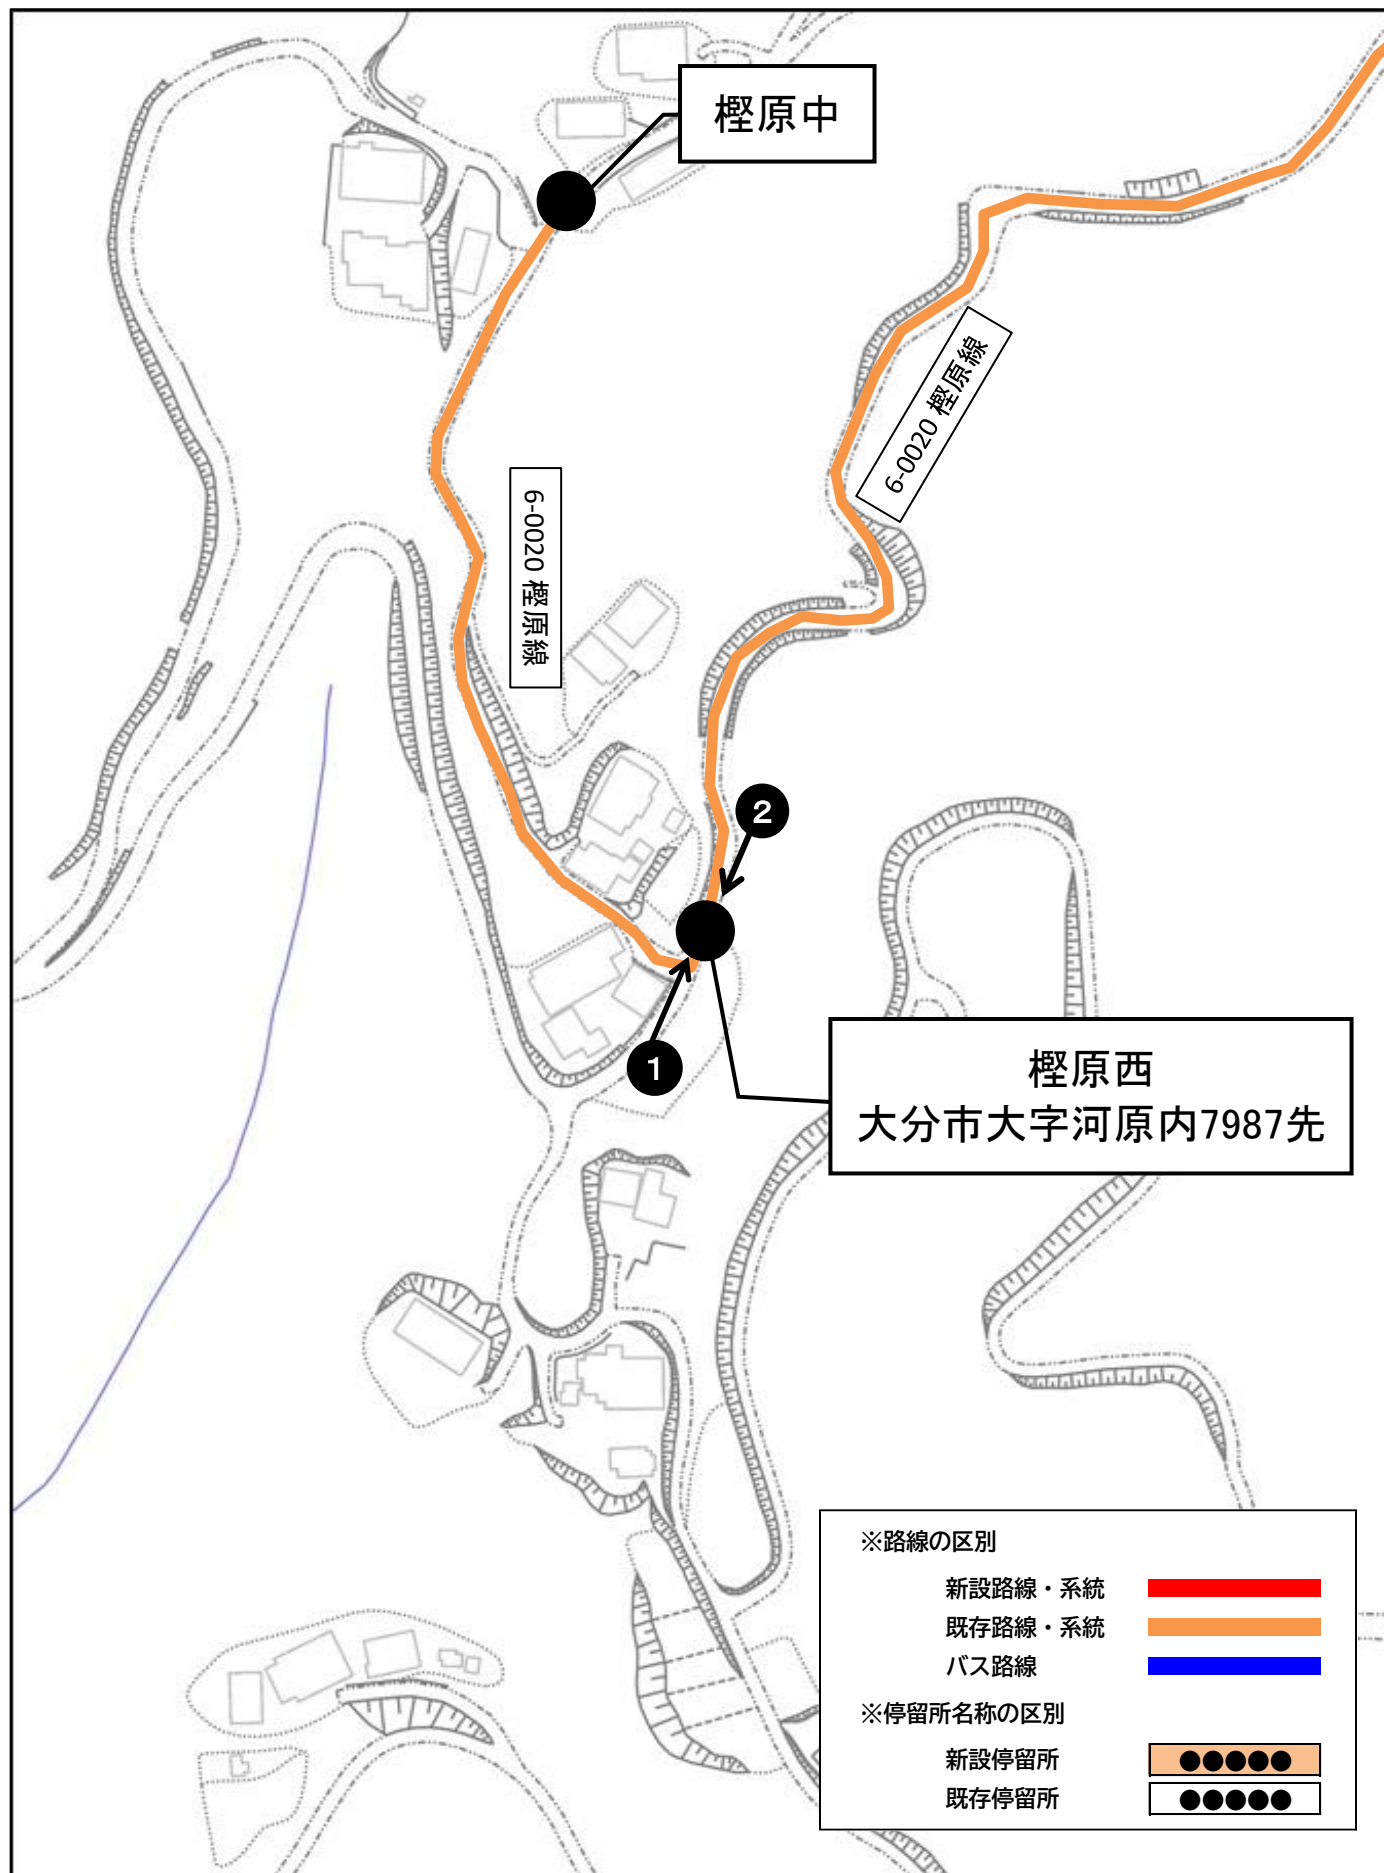 樫原中
6-0020 樫原線
6-0020 樫原線
2
1
樫原西
大分市大字河原内7987先
※路線の区別
新設路線・系統
既存路線・系統
バス路線
※停留所名称の区別
新設停留所
●●●●●
既存停留所
●●●●●